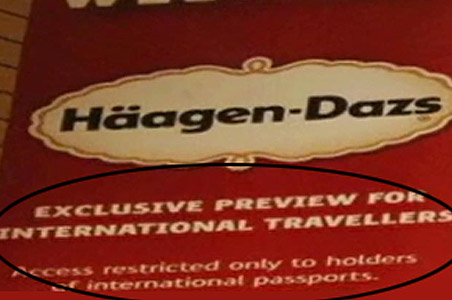 Häagen-Dazs
EXCLUSIVE PREVIEW FOR
INTERNATIONAL TRAVELLERS
Access restricted only to holders
of international passports.